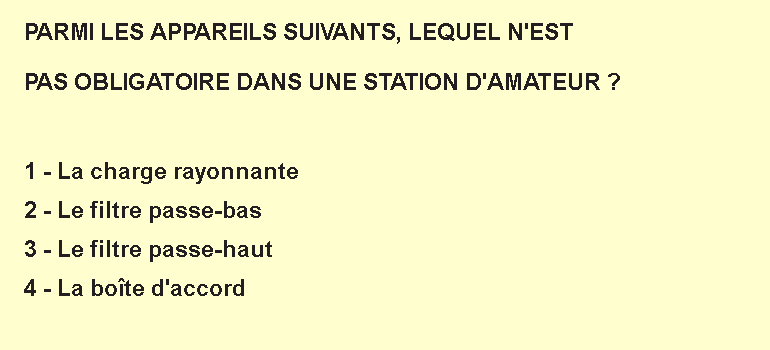 PARMI LES APPAREILS SUIVANTS, LEQUEL N'EST
PAS OBLIGATOIRE DANS UNE STATION D'AMATEUR ?
1 - La charge rayonnante
2 - Le filtre passe-bas
3 - Le filtre passe-haut
4 - La boîte d'accord